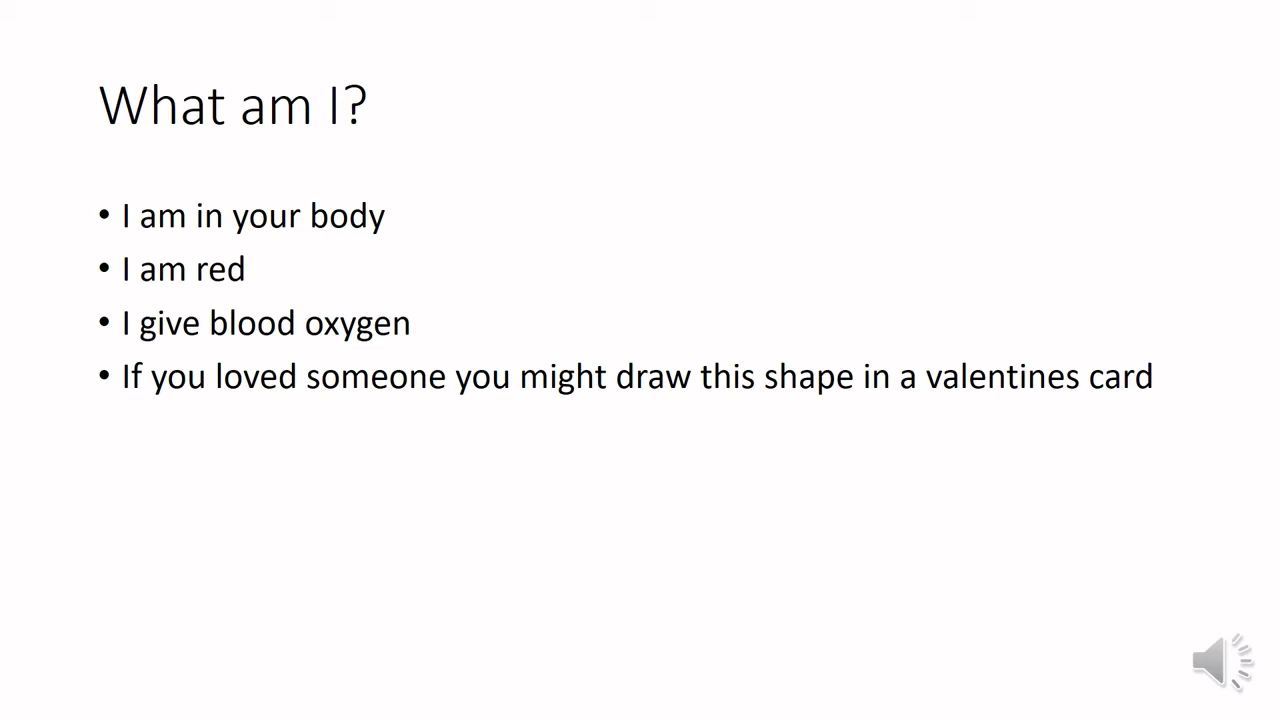 What am I?
• I am in your body
• I am red
• I give blood oxygen
• If you loved someone you might draw this shape in a valentines card